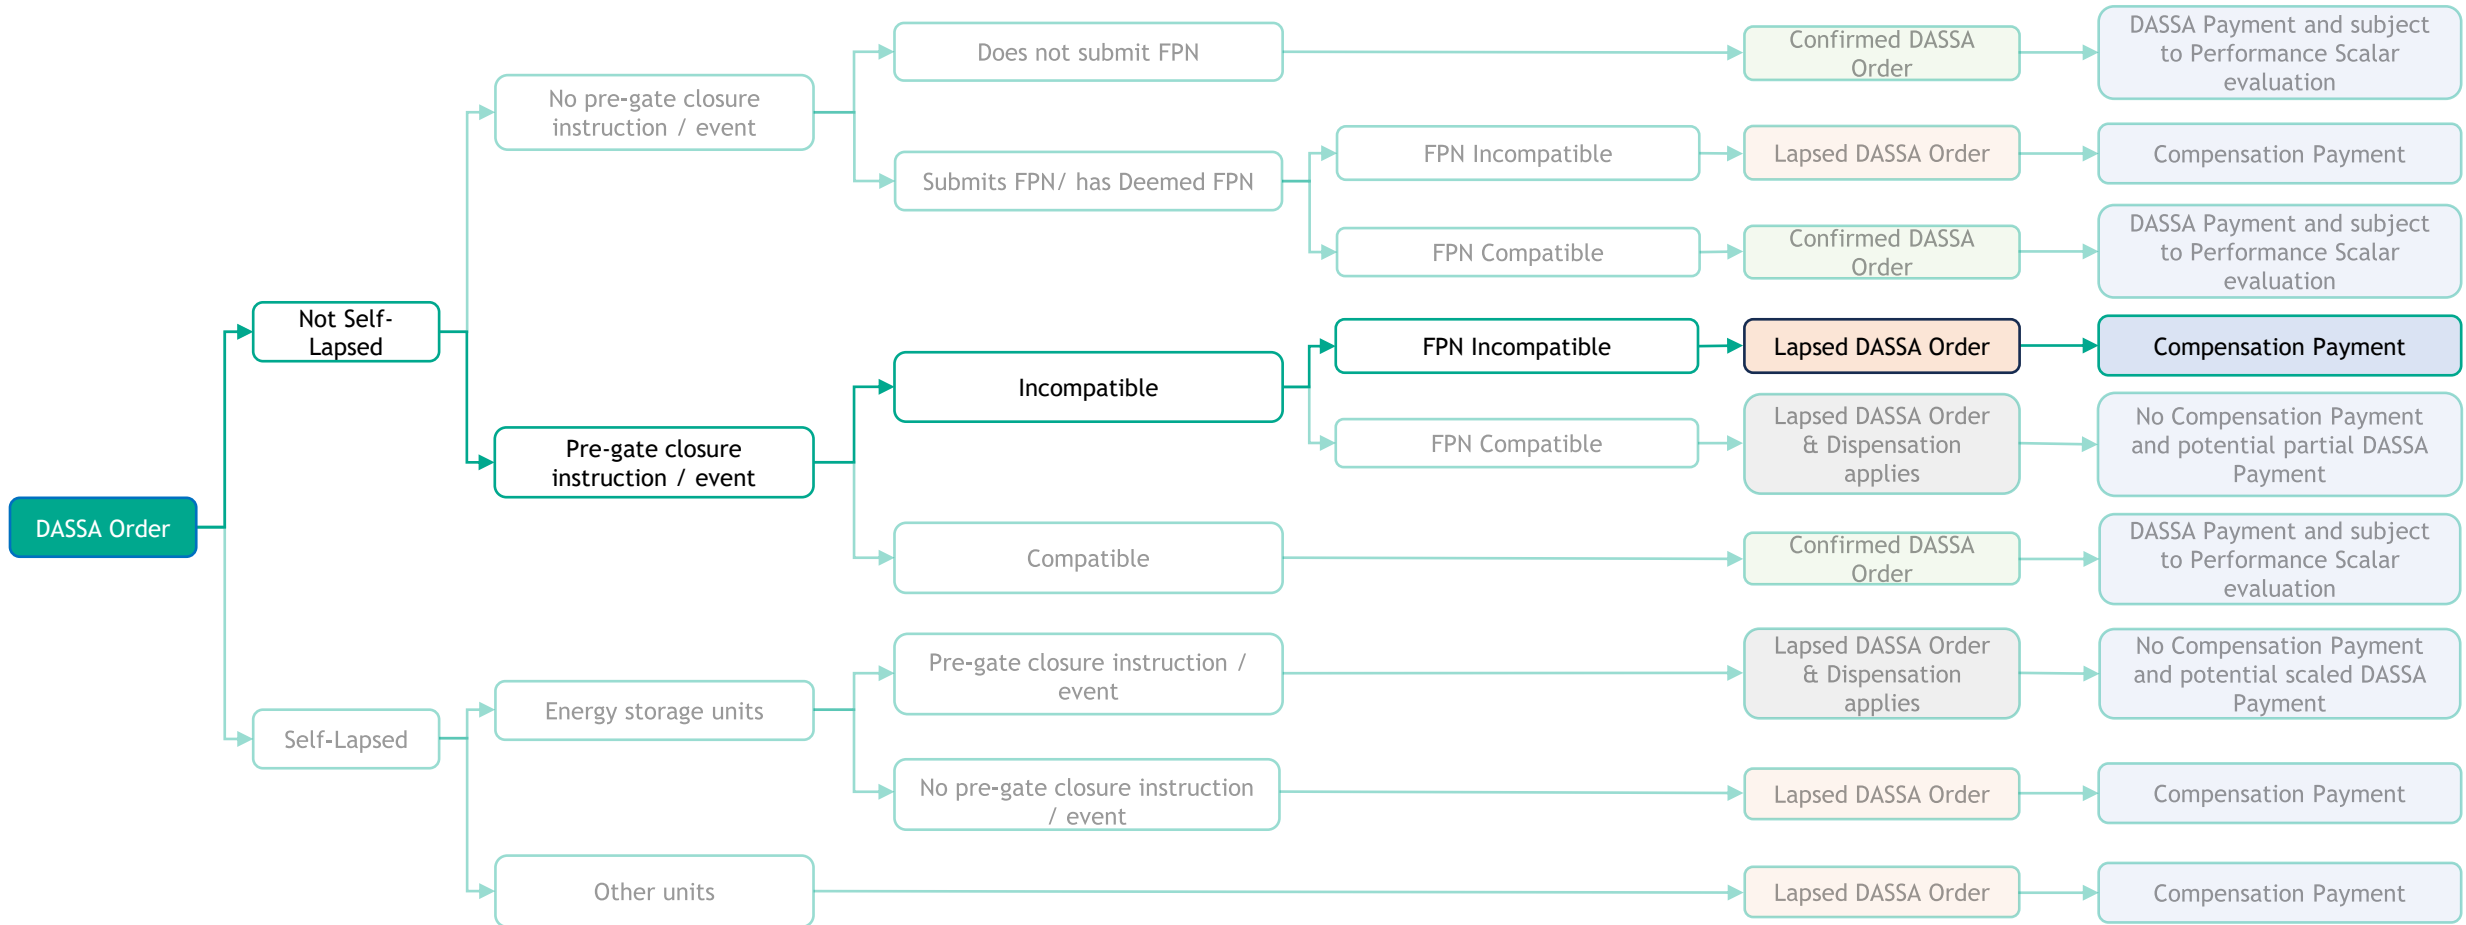 Does not submit FPN
Confirmed DASSA
Order
DASSA Payment and subject
to Performance Scalar
evaluation
No pre-gate closure
instruction / event
FPN Incompatible
Lapsed DASSA Order
Compensation Payment
Submits FPN/ has Deemed FPN
FPN Compatible
Confirmed DASSA
Order
DASSA Payment and subject
to Performance Scalar
evaluation
Not Self-
Lapsed
FPN Incompatible
Lapsed DASSA Order
Compensation Payment
Incompatible
FPN Compatible
Lapsed DASSA Order
& Dispensation
applies
No Compensation Payment
and potential partial DASSA
Payment
Pre-gate closure
instruction / event
DASSA Order
Compatible
Confirmed DASSA
Order
DASSA Payment and subject
to Performance Scalar
evaluation
Pre-gate closure instruction /
event
Lapsed DASSA Order
& Dispensation
applies
No Compensation Payment
and potential scaled DASSA
Payment
Energy storage units
Self-Lapsed
No pre-gate closure instruction
/ event
Lapsed DASSA Order
Compensation Payment
Other units
Lapsed DASSA Order
Compensation Payment